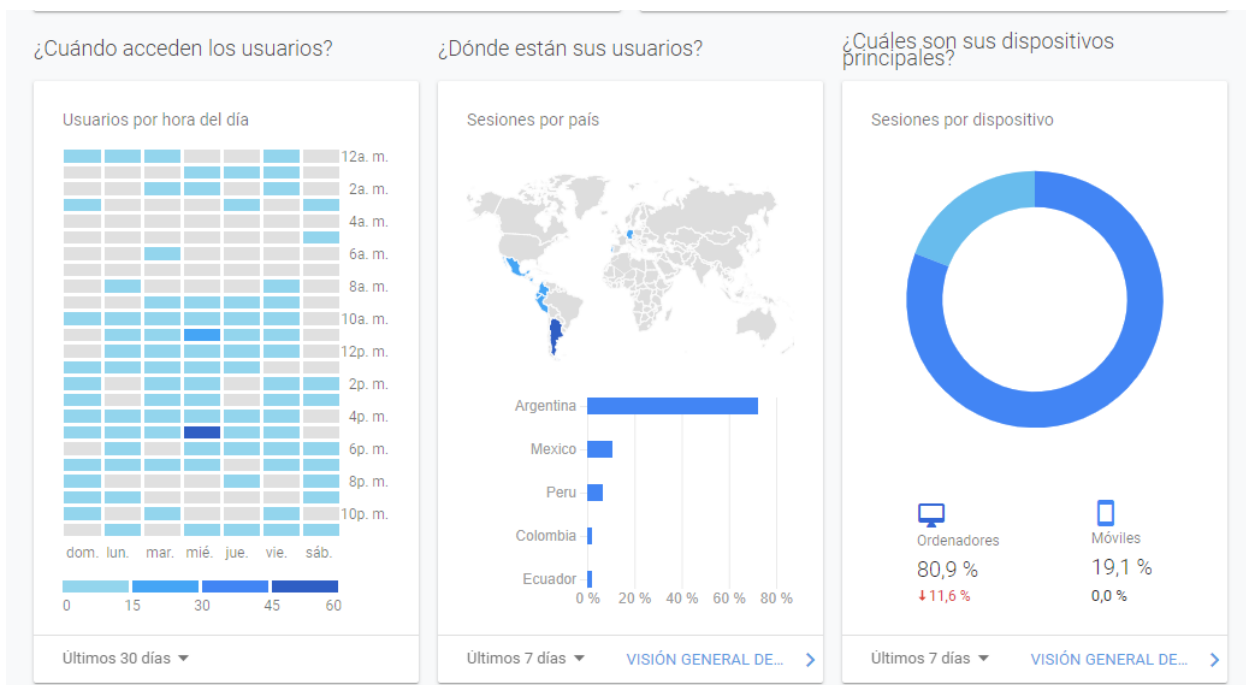 ¿Cuándo acceden los usuarios?
Usuarios por hora del día
12a. m.
2a. m.
4a. m.
6a. m.
8a. m.
10a. m.
12p. m.
2p. m.
4p. m.
6p. m.
8p. m.
10p. m.
dom. lun. mar. mié. jue. vie. sáb.
0 15 30 45 60
Últimos 30 días
¿Dónde están sus usuarios?
Sesiones por país
Argentina
Mexico
Peru
Colombia
Ecuador
0 % 20 % 40 % 60 % 80 %
Últimos 7 días VISIÓN GENERAL DE...
¿Cuáles son sus dispositivos
principales?
Sesiones por dispositivo
Ordenadores Móviles
80,9 % 19,1 %
11,6 % 0,0 %
Últimos 7 días VISIÓN GENERAL DE...